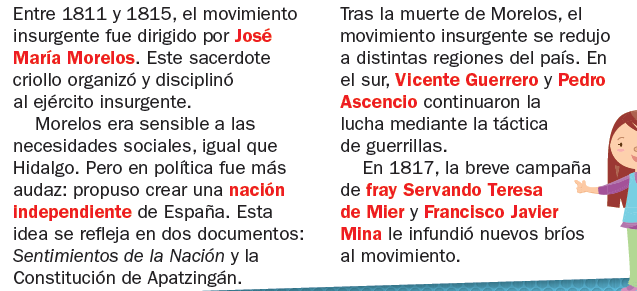 Entre 1811 y 1815, el movimiento
insurgente fue dirigido por José
María Morelos. Este sacerdote
criollo organizó y disciplinó
al ejército insurgente.
Morelos era sensible a las
necesidades sociales, igual que
Hidalgo. Pero en política fue más
audaz: propuso crear una nación
independiente de España. Esta
idea se refleja en dos documentos:
Sentimientos de la Nación y la
Constitución de Apatzingán.
Tras la muerte de Morelos, el
movimiento insurgente se redujo
a distintas regiones del país. En
el sur, Vicente Guerrero y Pedro
Ascencio continuaron la
lucha mediante la táctica
de guerrillas.
En 1817, la breve campaña
de fray Servando Teresa
de Mier y Francisco Javier
Mina le infundió nuevos bríos
al movimiento.